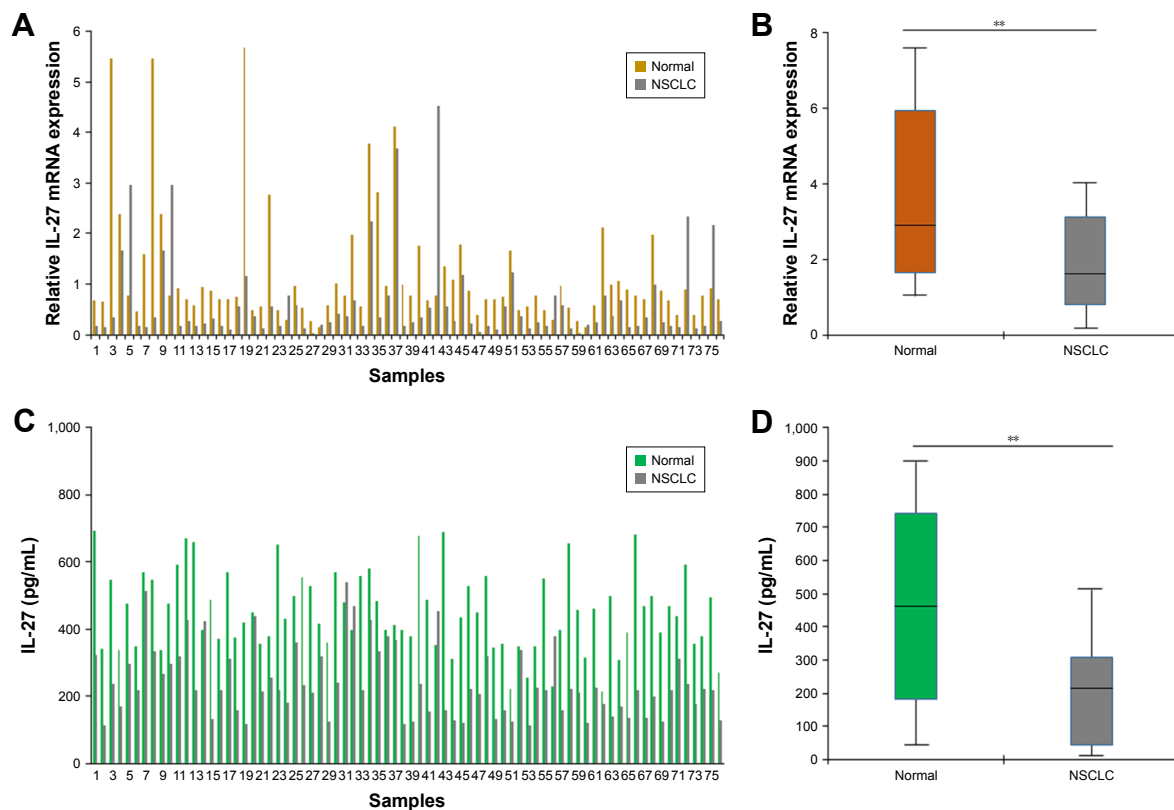 A
Relative IL-27 mRNA expression
6
5
4
3
2
1
0
Normal
NSCLC
1 3 5 7 9 11 13 15 17 19 21 23 25 27 29 31 33 35 37 39 41 43 45 47 49 51 53 55 57 59 61 63 65 67 69 71 73 75
Samples
B
Relative IL-27 mRNA expression
8
6
4
2
0
**
Normal NSCLC
C
IL-27 (pg/mL)
1,000
800
600
400
200
0
Normal
NSCLC
1 3 5 7 9 11 13 15 17 19 21 23 25 27 29 31 33 35 37 39 41 43 45 47 49 51 53 55 57 59 61 63 65 67 69 71 73 75
Samples
D
IL-27 (pg/mL)
1,000
900
800
700
600
500
400
300
200
100
0
**
Normal NSCLC